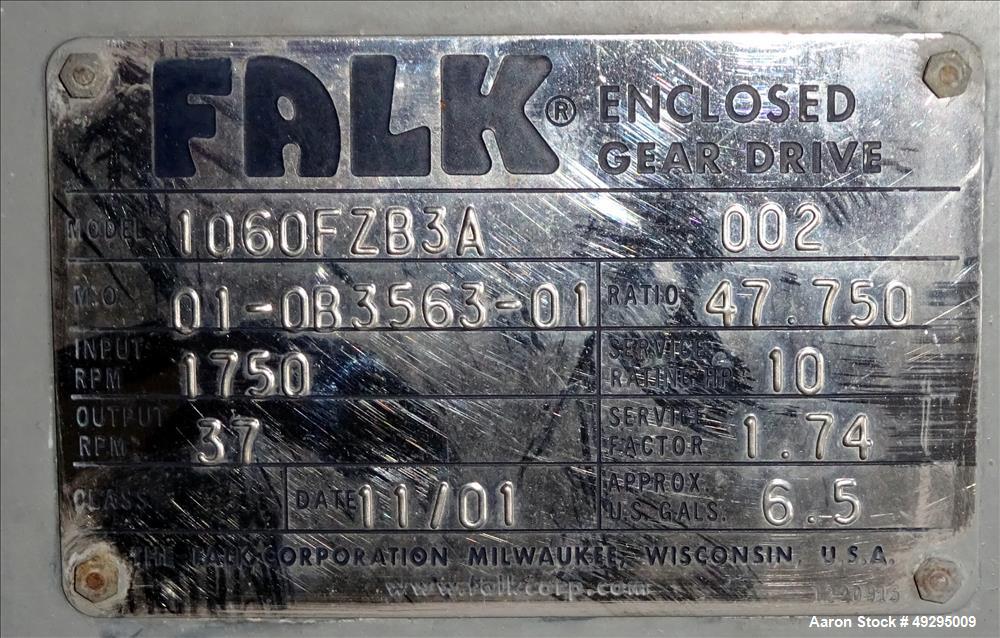 FALK® ENCLOSED
GEAR DRIVE
MODEL 1060FZB3A 002
M.O. 01-0B3563-01 RATIO 47.750
INPUT RPM 1750 SERVICE RATING HP 10
OUTPUT RPM 37 SERVICE FACTOR 1.74
CLASS DATE 11/01 APPROX. U.S. GALS. 6.5
THE FALK CORPORATION MILWAUKEE, WISCONSIN, U.S.A.
www.falkcorp.com
Aaron Stock # 49295009